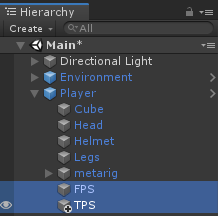 Hierarchy
Create All
Main*
Directional Light
Environment
Player
Cube
Head
Helmet
Legs
metarig
FPS
TPS